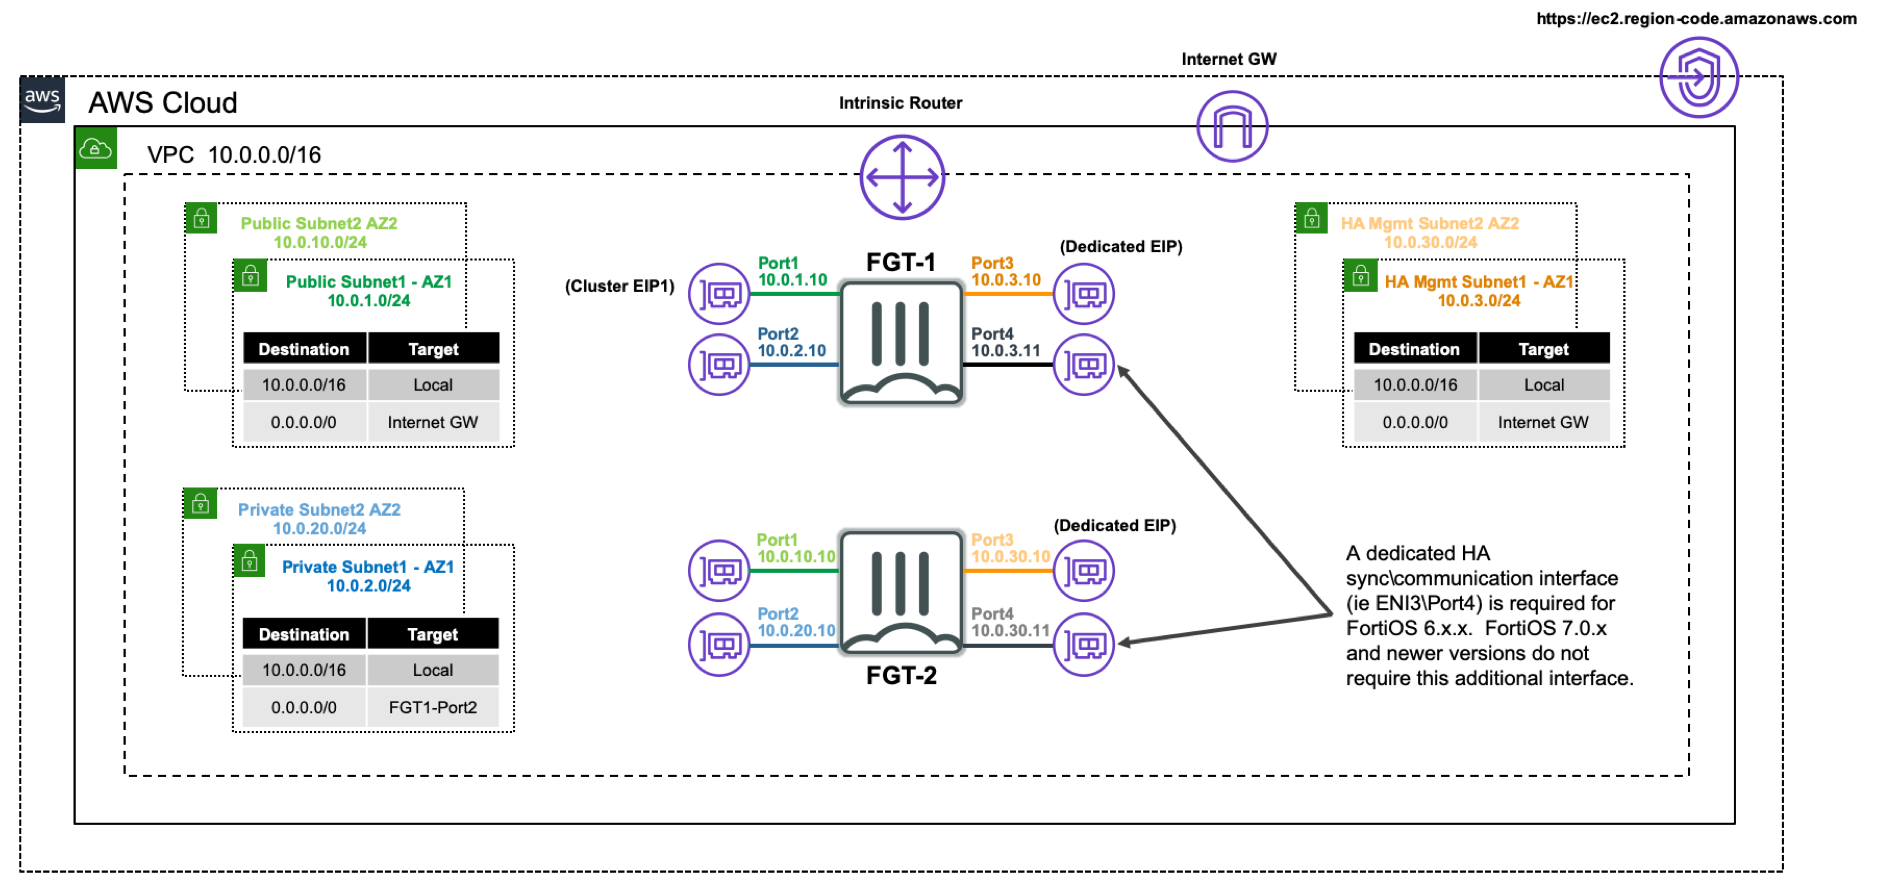 https://ec2.region-code.amazonaws.com
Internet GW
aws
AWS Cloud
Intrinsic Router
VPC 10.0.0.0/16
Public Subnet2 AZ2
10.0.10.0/24
Public Subnet1 - AZ1
10.0.1.0/24
Destination Target
10.0.0.0/16 Local
0.0.0.0/0 Internet GW
(Cluster EIP1)
Port1
10.0.1.10
Port2
10.0.2.10
FGT-1
Port3
10.0.3.10
(Dedicated EIP)
Port4
10.0.3.11
HA Mgmt Subnet2 AZ2
10.0.30.0/24
HA Mgmt Subnet1 - AZ1
10.0.3.0/24
Destination Target
10.0.0.0/16 Local
0.0.0.0/0 Internet GW
Private Subnet2 AZ2
10.0.20.0/24
Private Subnet1 - AZ1
10.0.2.0/24
Destination Target
10.0.0.0/16 Local
0.0.0.0/0 FGT1-Port2
Port1
10.0.10.10
Port2
10.0.20.10
Port3
10.0.30.10
(Dedicated EIP)
Port4
10.0.30.11
FGT-2
A dedicated HA
sync\communication interface
(ie ENI3\Port4) is required for
FortiOS 6.x.x. FortiOS 7.0.x
and newer versions do not
require this additional interface.